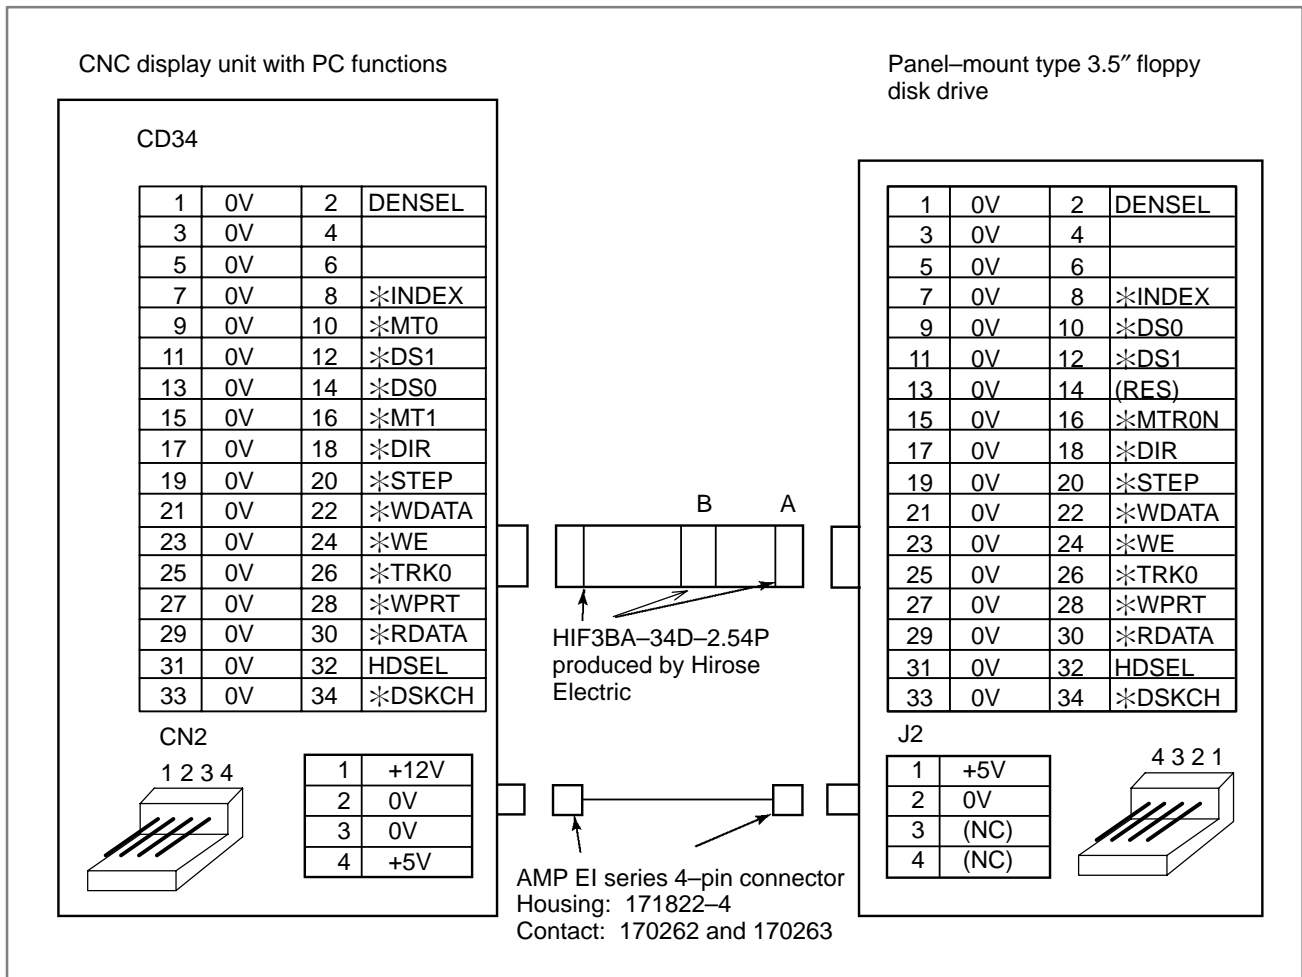 CNC display unit with PC functions
Panel–mount type 3.5″ floppy
disk drive
CD34
1 0V 2 DENSEL
3 0V 4
5 0V 6
7 0V 8 ✽INDEX
9 0V 10 ✽MT0
11 0V 12 ✽DS1
13 0V 14 ✽DS0
15 0V 16 ✽MT1
17 0V 18 ✽DIR
19 0V 20 ✽STEP
21 0V 22 ✽WDATA
23 0V 24 ✽WE
25 0V 26 ✽TRK0
27 0V 28 ✽WPRT
29 0V 30 ✽RDATA
31 0V 32 HDSEL
33 0V 34 ✽DSKCH
CN2
1 2 3 4
1 +12V
2 0V
3 0V
4 +5V
B A
HIF3BA–34D–2.54P
produced by Hirose
Electric
AMP EI series 4–pin connector
Housing: 171822–4
Contact: 170262 and 170263
1 0V 2 DENSEL
3 0V 4
5 0V 6
7 0V 8 ✽INDEX
9 0V 10 ✽DS0
11 0V 12 ✽DS1
13 0V 14 (RES)
15 0V 16 ✽MTR0N
17 0V 18 ✽DIR
19 0V 20 ✽STEP
21 0V 22 ✽WDATA
23 0V 24 ✽WE
25 0V 26 ✽TRK0
27 0V 28 ✽WPRT
29 0V 30 ✽RDATA
31 0V 32 HDSEL
33 0V 34 ✽DSKCH
J2
1 +5V
2 0V
3 (NC)
4 (NC)
4 3 2 1